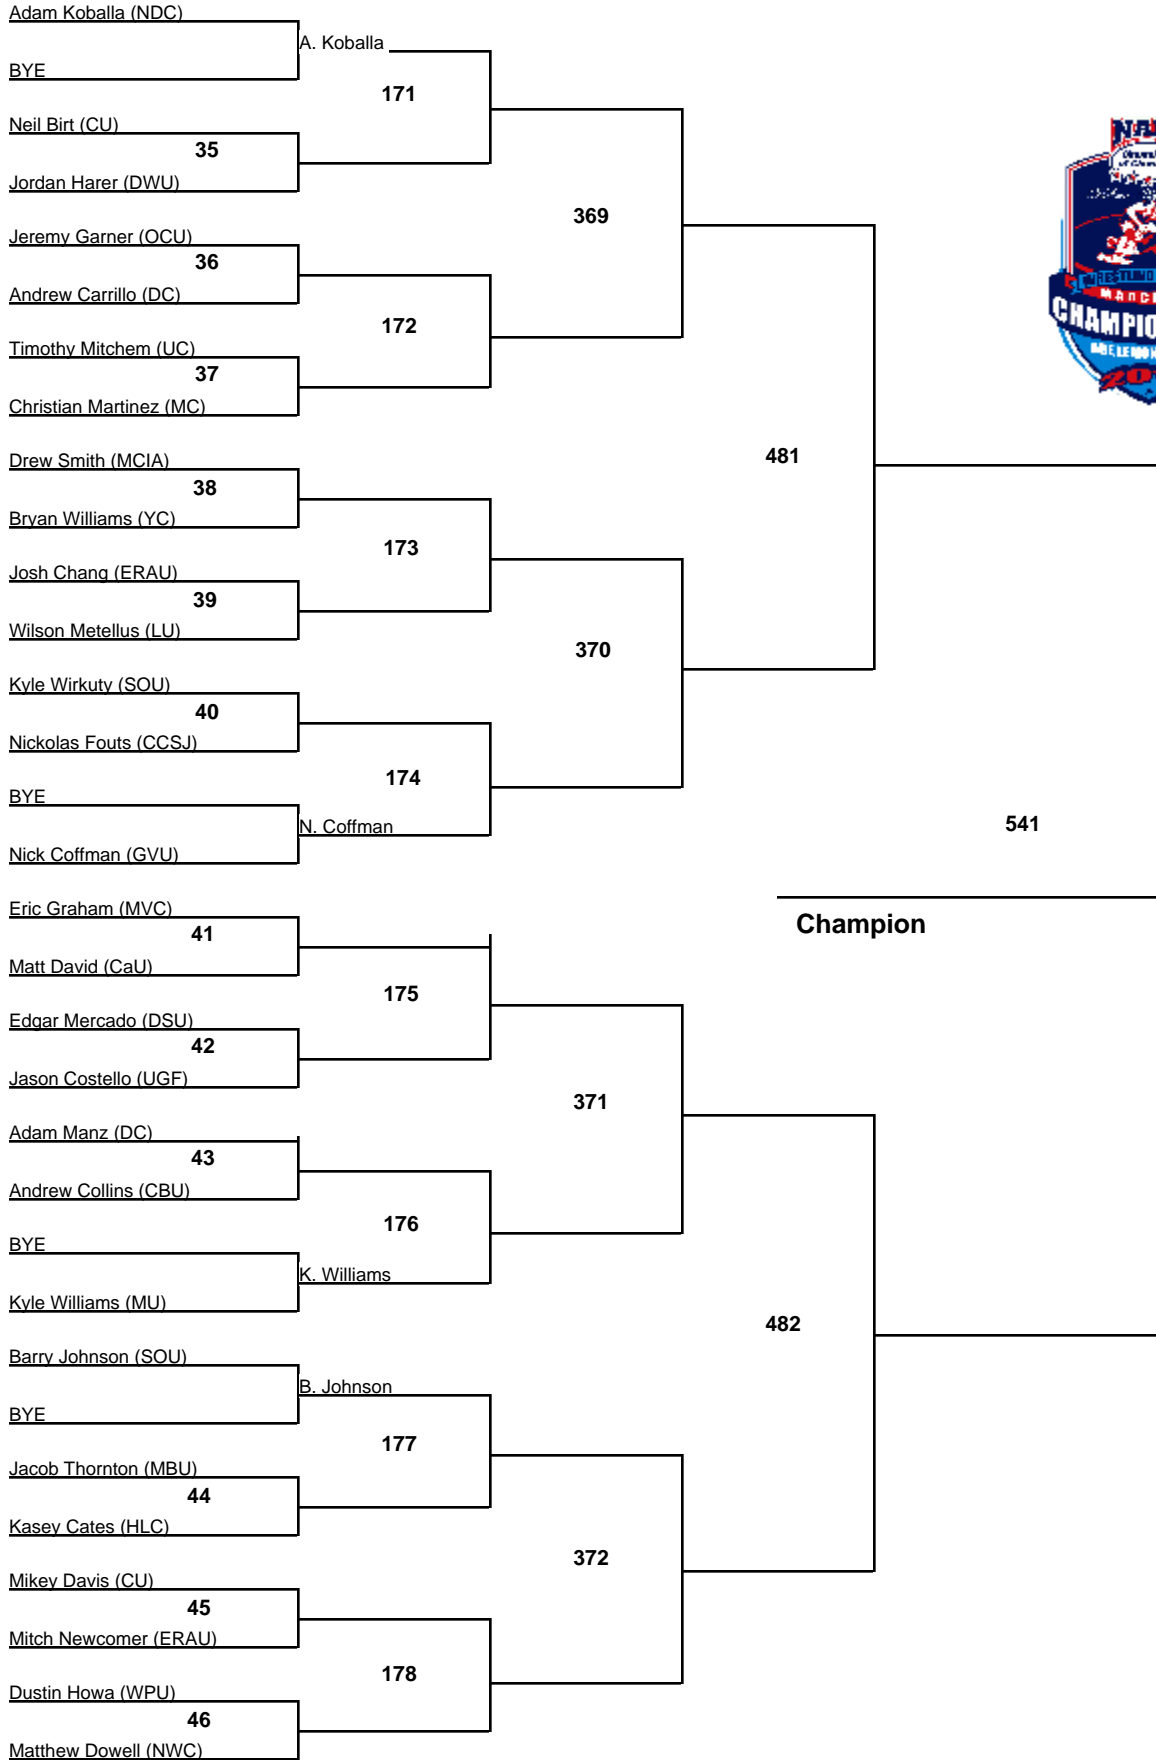 Adam Koballa (NDC)
A. Koballa
BYE
171
Neil Birt (CU)
35
Jordan Harer (DWU)
369
Jeremy Garner (OCU)
36
Andrew Carrillo (DC)
172
Timothy Mitchem (UC)
37
Christian Martinez (MC)
481
Drew Smith (MCIA)
38
Bryan Williams (YC)
173
Josh Chang (ERAU)
39
Wilson Metellus (LU)
370
Kyle Wirkuty (SOU)
40
Nickolas Fouts (CCSJ)
174
BYE
N. Coffman
Nick Coffman (GVU)
541
Champion
Eric Graham (MVC)
41
Matt David (CaU)
175
Edgar Mercado (DSU)
42
Jason Costello (UGF)
371
Adam Manz (DC)
43
Andrew Collins (CBU)
176
BYE
K. Williams
Kyle Williams (MU)
482
Barry Johnson (SOU)
B. Johnson
BYE
177
Jacob Thornton (MBU)
44
Kasey Cates (HLC)
372
Mikey Davis (CU)
45
Mitch Newcomer (ERAU)
178
Dustin Howa (WPU)
46
Matthew Dowell (NWC)